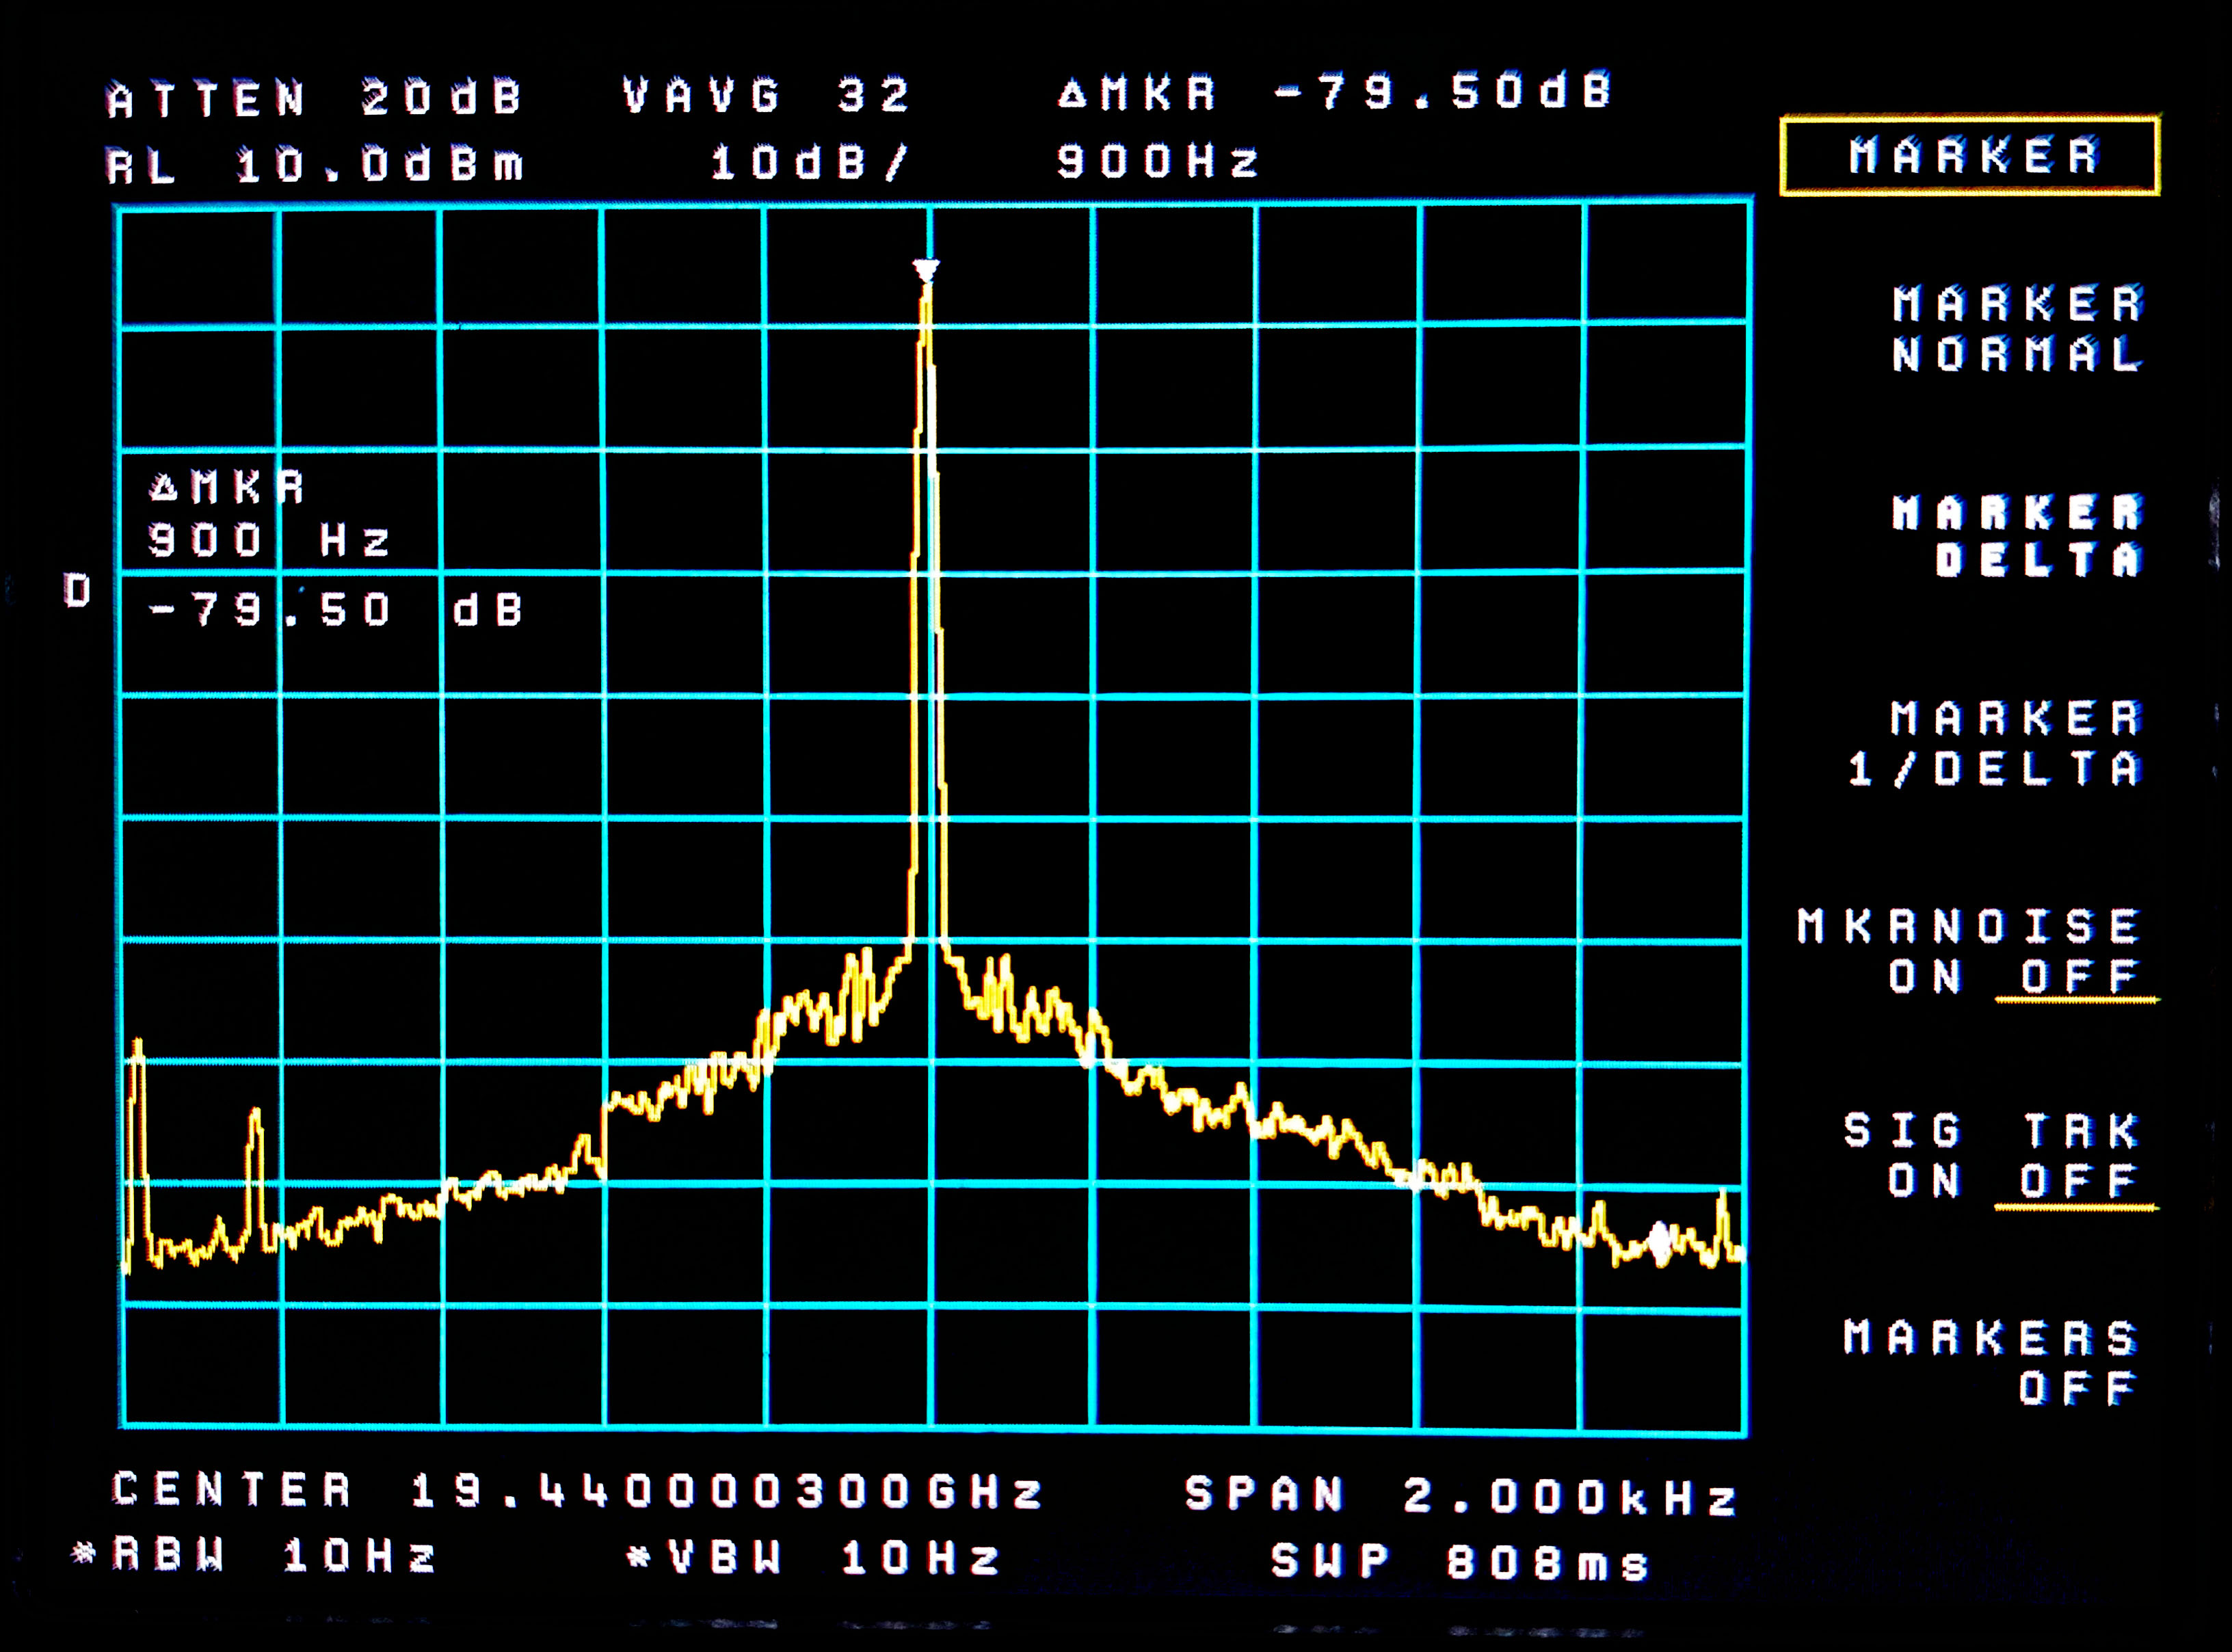 ATTEN 20dB VAVG 32 ΔMKR -79.50dB
RL 10.0dBm 10dB/ 900Hz
MARKER
MARKER
NORMAL
ΔMKR
900 Hz
-79.50 dB
D
MARKER
DELTA
MARKER
1/DELTA
MKRNOISE
ON OFF
SIG TRK
ON OFF
MARKERS
OFF
CENTER 19.440000300GHz SPAN 2.000kHz
*RBW 10Hz *VBW 10Hz SWP 808ms